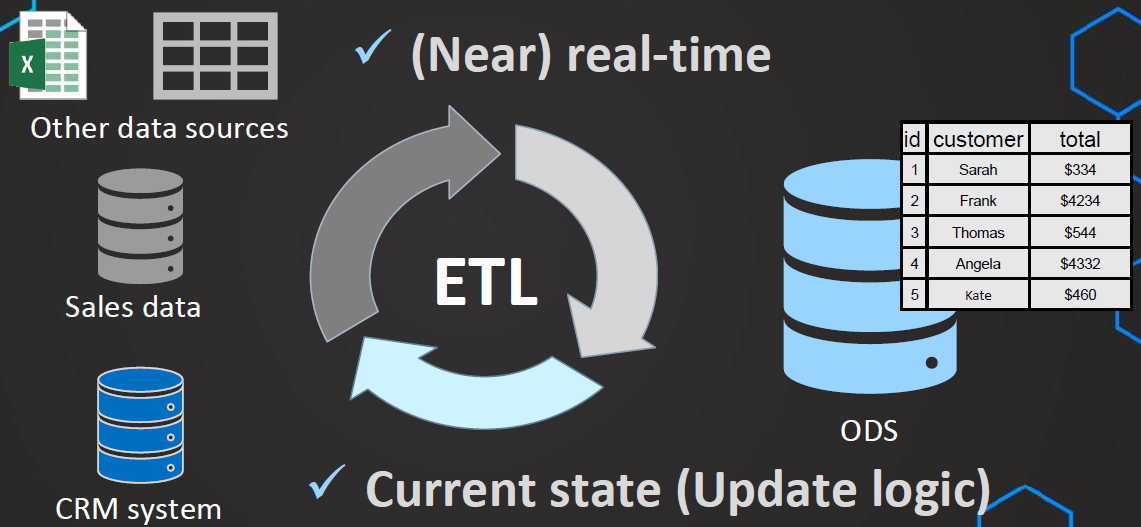 (Near) real-time
X
Other data sources
Sales data
CRM system
ETL
id customer total
1 Sarah $334
2 Frank $4234
3 Thomas $544
4 Angela $4332
5 Kate $460
ODS
Current state (Update logic)